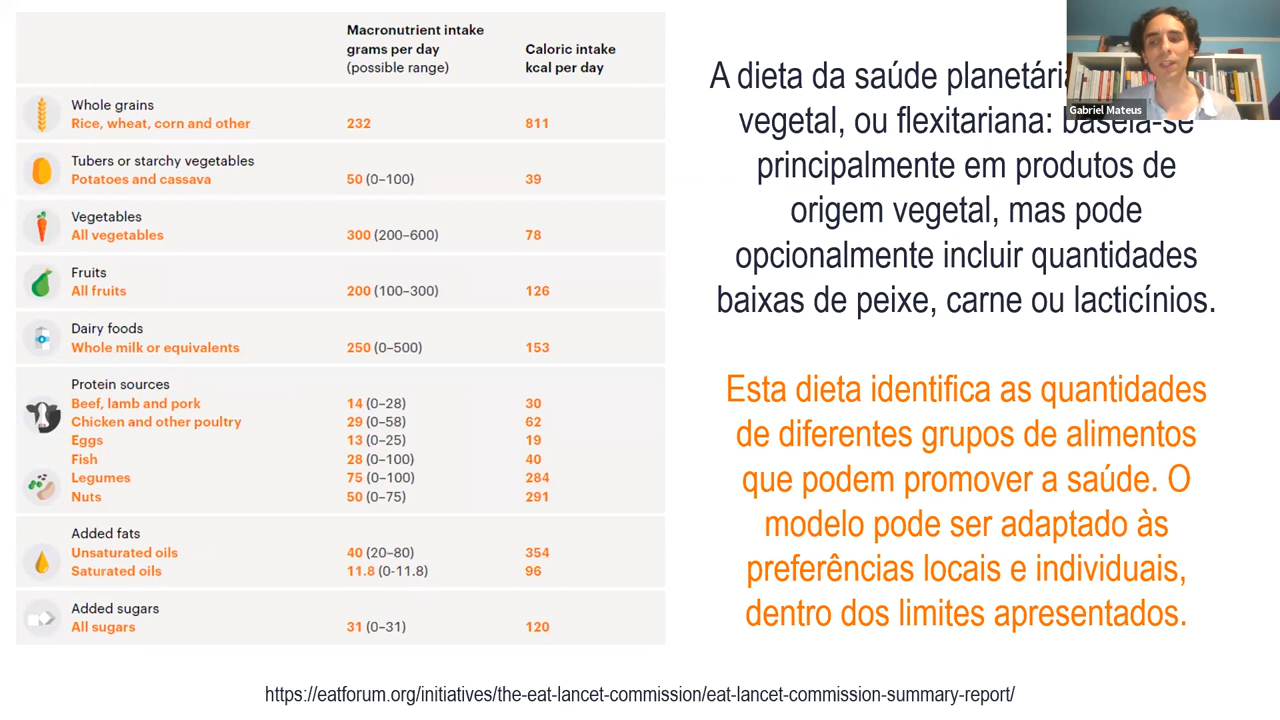 Macronutrient intake
grams per day
(possible range)
Caloric intake
kcal per day
Whole grains
Rice, wheat, corn and other 232 811
Tubers or starchy vegetables
Potatoes and cassava 50 (0–100) 39
Vegetables
All vegetables 300 (200–600) 78
Fruits
All fruits 200 (100–300) 126
Dairy foods
Whole milk or equivalents 250 (0–500) 153
Protein sources
Beef, lamb and pork 14 (0–28) 30
Chicken and other poultry 29 (0–58) 62
Eggs 13 (0–25) 19
Fish 28 (0–100) 40
Legumes 75 (0–100) 284
Nuts 50 (0–75) 291
Added fats
Unsaturated oils 40 (20–80) 354
Saturated oils 11.8 (0-11.8) 96
Added sugars
All sugars 31 (0–31) 120
A dieta da saúde planetária
vegetal, ou flexitariana: baseia-se
principalmente em produtos de
origem vegetal, mas pode
opcionalmente incluir quantidades
baixas de peixe, carne ou lacticínios.
Esta dieta identifica as quantidades
de diferentes grupos de alimentos
que podem promover a saúde. O
modelo pode ser adaptado às
preferências locais e individuais,
dentro dos limites apresentados.
Gabriel Mateus
https://eatforum.org/initiatives/the-eat-lancet-commission/eat-lancet-commission-summary-report/